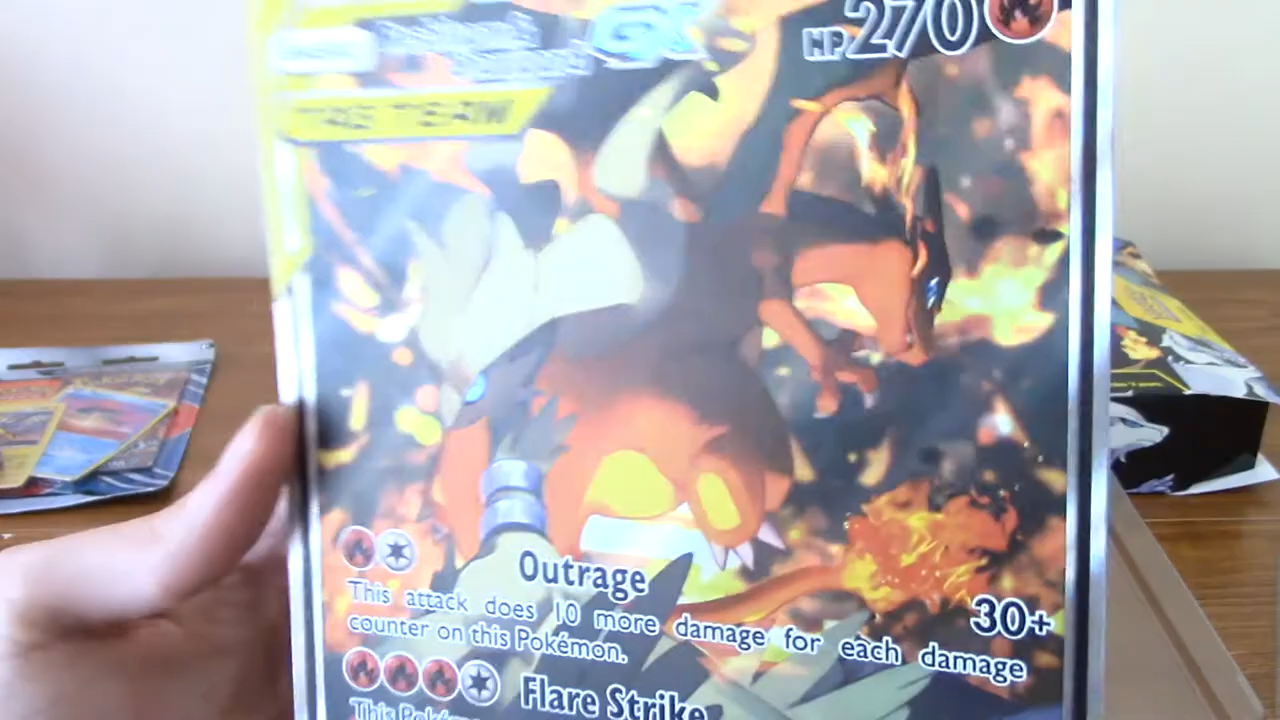 GX
HP 270
TAG TEAM
Outrage
30+
This attack does 10 more damage for each damage
counter on this Pokémon.
Flare Strike